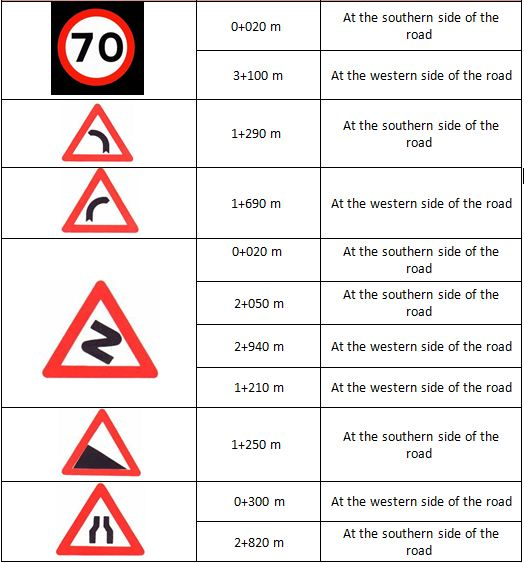 70
0+020 m
At the southern side of the
road
3+100 m
At the western side of the road
1+290 m
At the southern side of the
road
1+690 m
At the western side of the road
0+020 m
At the southern side of the
road
2+050 m
At the southern side of the
road
2+940 m
At the western side of the road
1+210 m
At the western side of the road
1+250 m
At the southern side of the
road
0+300 m
At the western side of the road
2+820 m
At the southern side of the
road